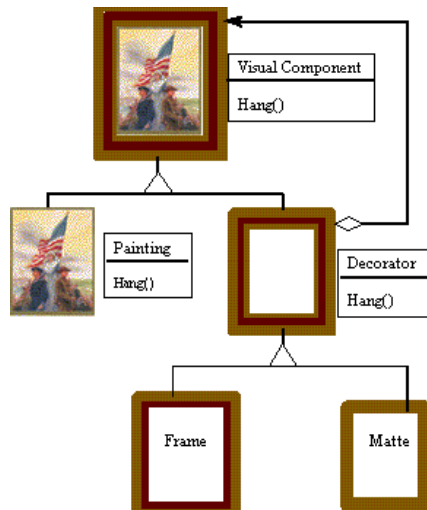 Visual Component
Hang()
Painting
Hang()
Decorator
Hang()
Frame
Matte